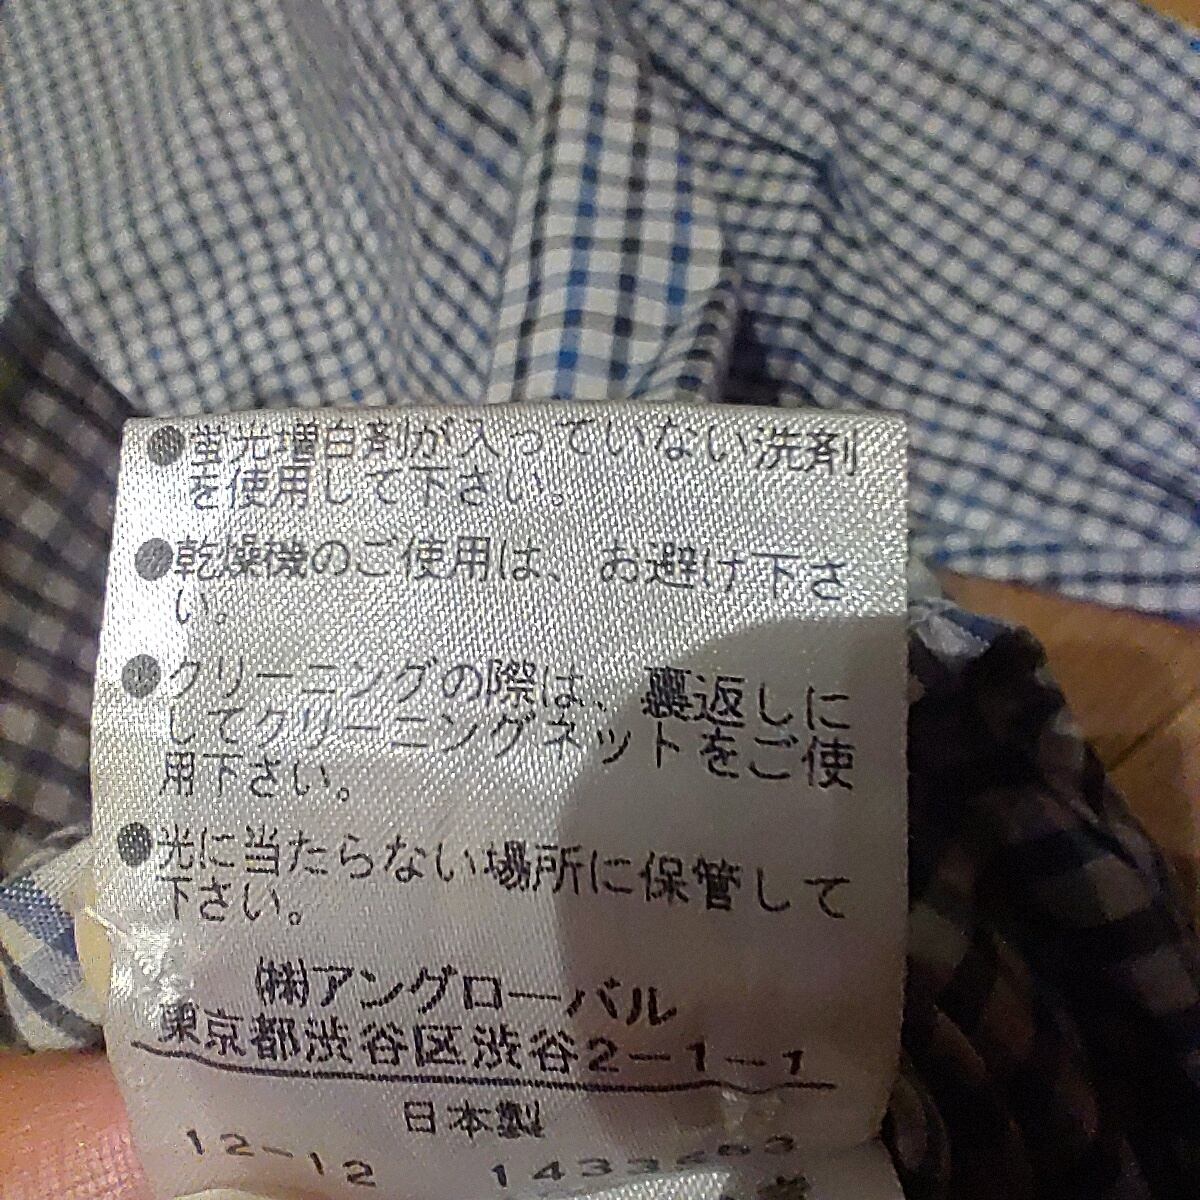 ●蛍光増白剤が入っていない洗剤
を使用して下さい。
●乾燥機のご使用は、お避け下さ
い。
●クリーニングの際は、裏返しに
してクリーニングネットをご使
用下さい。
●光に当たらない場所に保管して
下さい。
㈱アングローバル
東京都渋谷区渋谷2-1-1
日本製
12-12